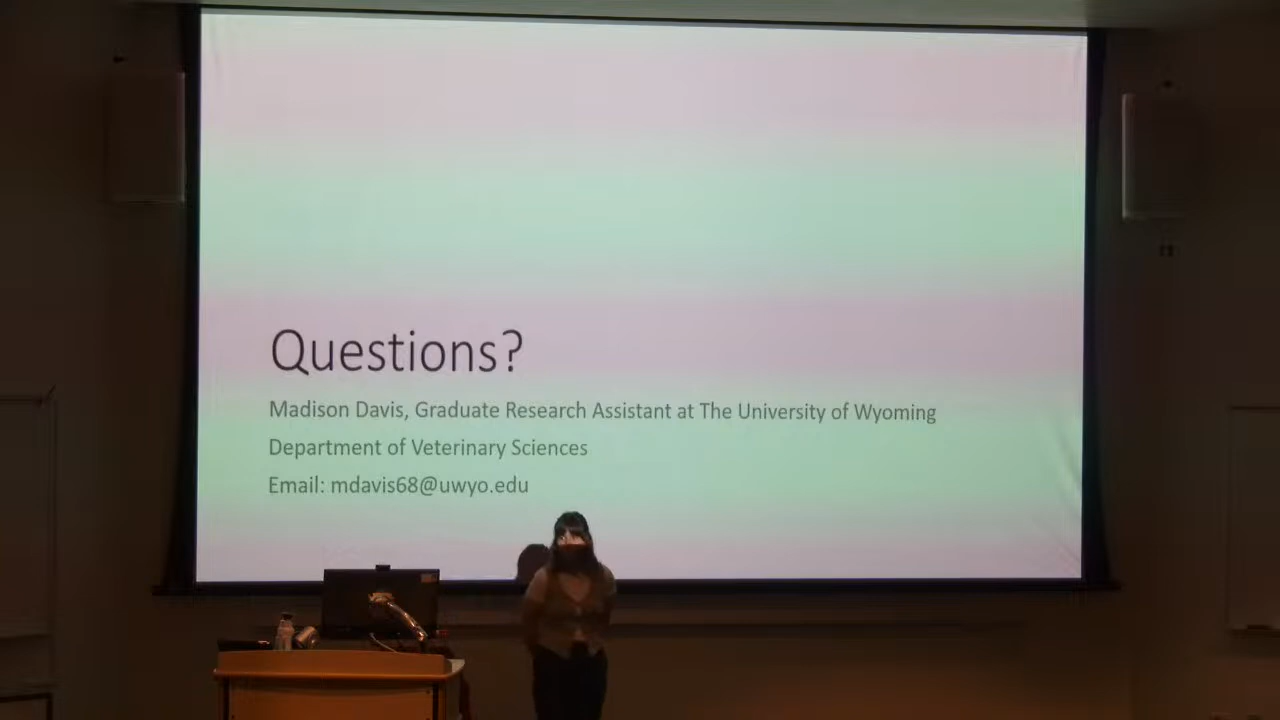 Questions?
Madison Davis, Graduate Research Assistant at The University of Wyoming
Department of Veterinary Sciences
Email: mdavis68@uwyo.edu